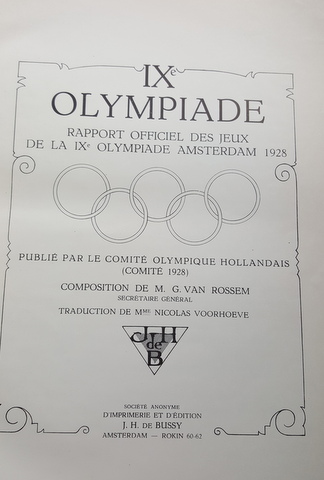 IXe
OLYMPIADE
RAPPORT OFFICIEL DES JEUX
DE LA IXe OLYMPIADE AMSTERDAM 1928
PUBLIÉ PAR LE COMITÉ OLYMPIQUE HOLLANDAIS
(COMITÉ 1928)
COMPOSITION DE M. G. VAN ROSSEM
SECRÉTAIRE GÉNÉRAL
TRADUCTION DE MME NICOLAS VOORHOEVE
J H
de
B
SOCIÉTÉ ANONYME
D'IMPRIMERIE ET D'ÉDITION
J. H. DE BUSSY
AMSTERDAM — ROKIN 60-62